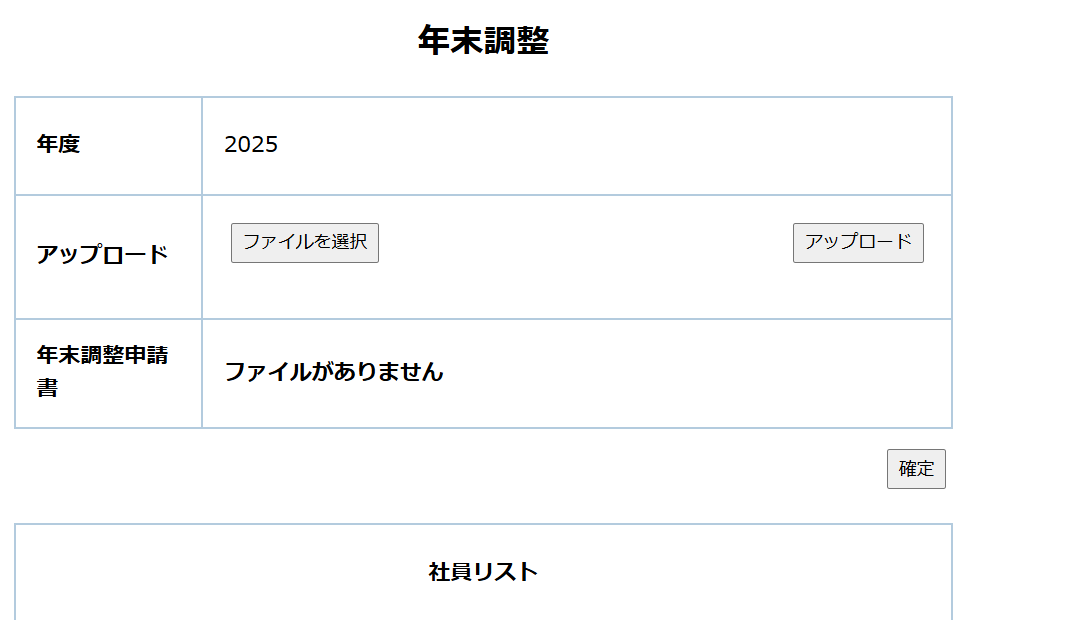 年末調整
年度
2025
アップロード
ファイルを選択
アップロード
年末調整申請
書
ファイルがありません
確定
社員リスト